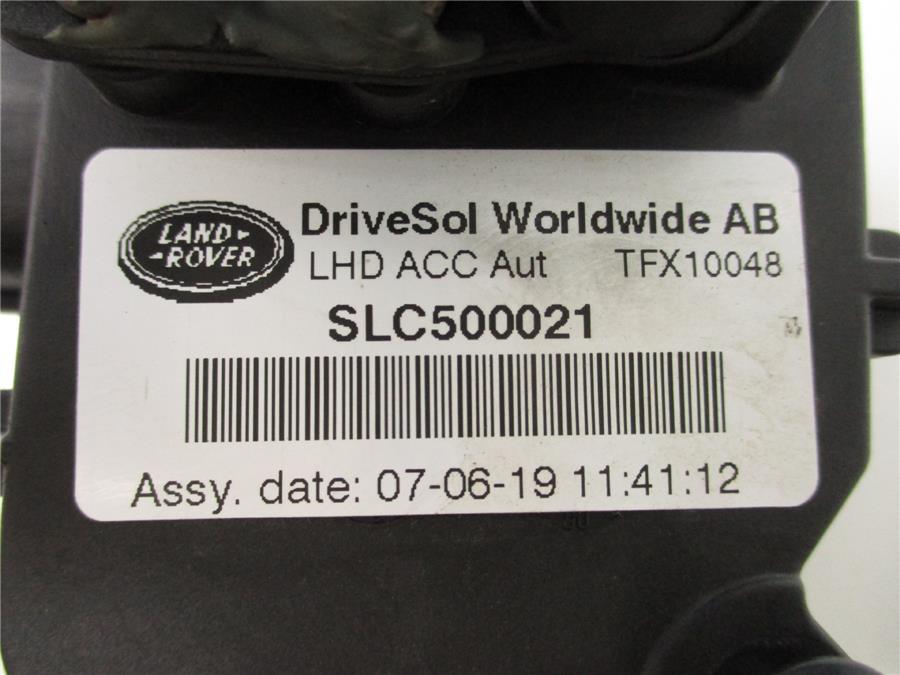 LAND
ROVER
DriveSol Worldwide AB
LHD ACC Aut TFX10048
SLC500021
Assy. date: 07-06-19 11:41:12